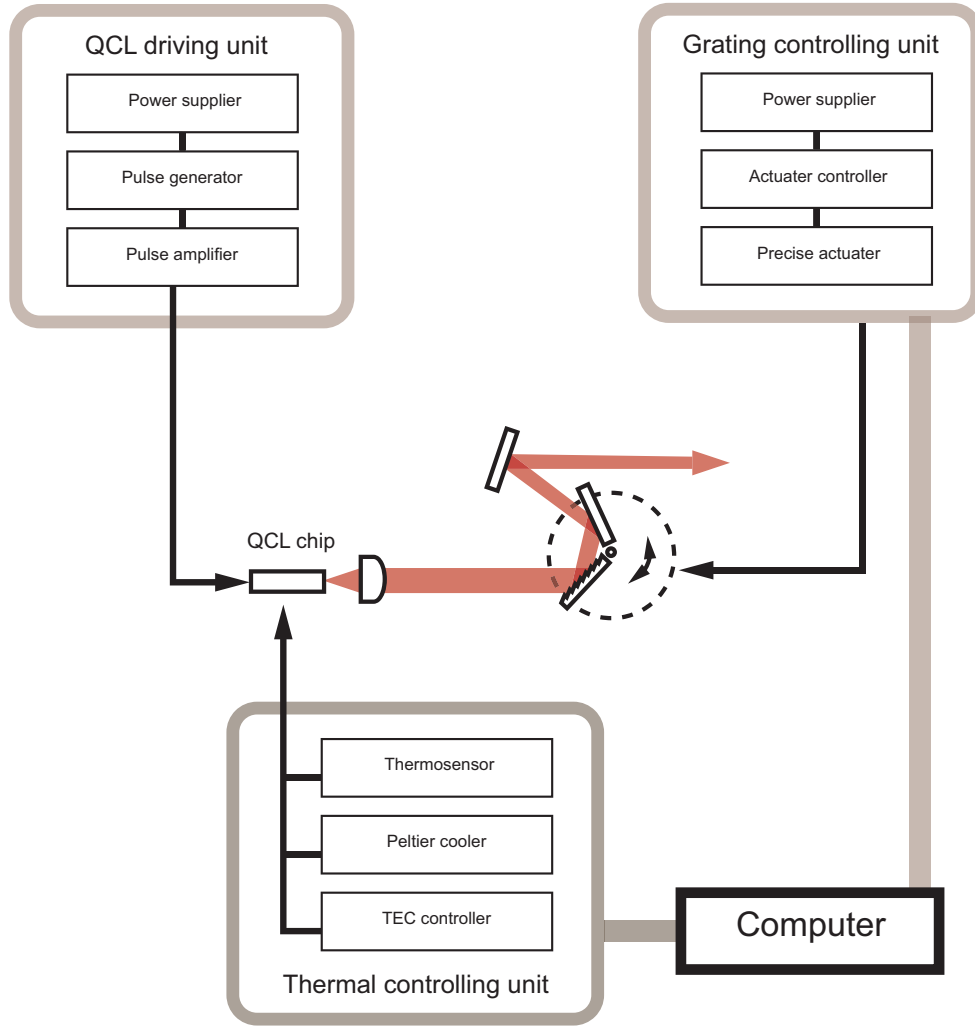 QCL driving unit
Power supplier
Pulse generator
Pulse amplifier
Grating controlling unit
Power supplier
Actuater controller
Precise actuater
QCL chip
Thermosensor
Peltier cooler
TEC controller
Thermal controlling unit
Computer